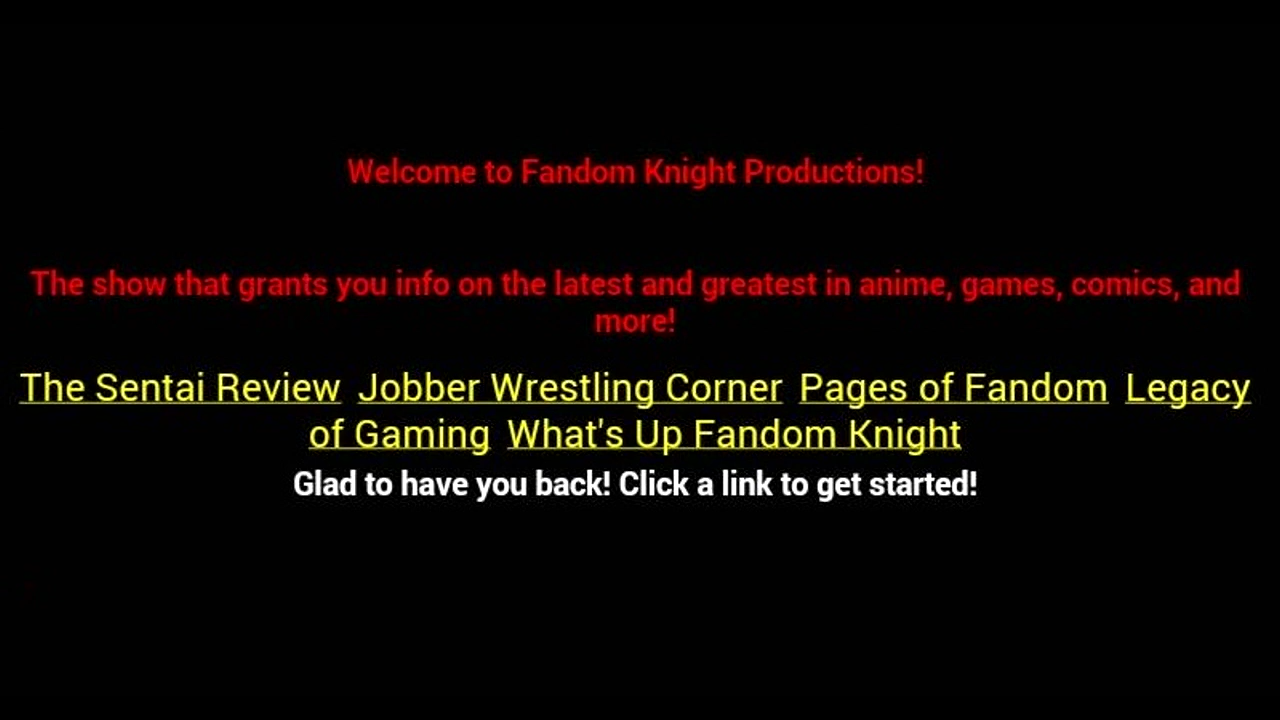 Welcome to Fandom Knight Productions!
The show that grants you info on the latest and greatest in anime, games, comics, and
more!
The Sentai Review Jobber Wrestling Corner Pages of Fandom Legacy
of Gaming What's Up Fandom Knight
Glad to have you back! Click a link to get started!